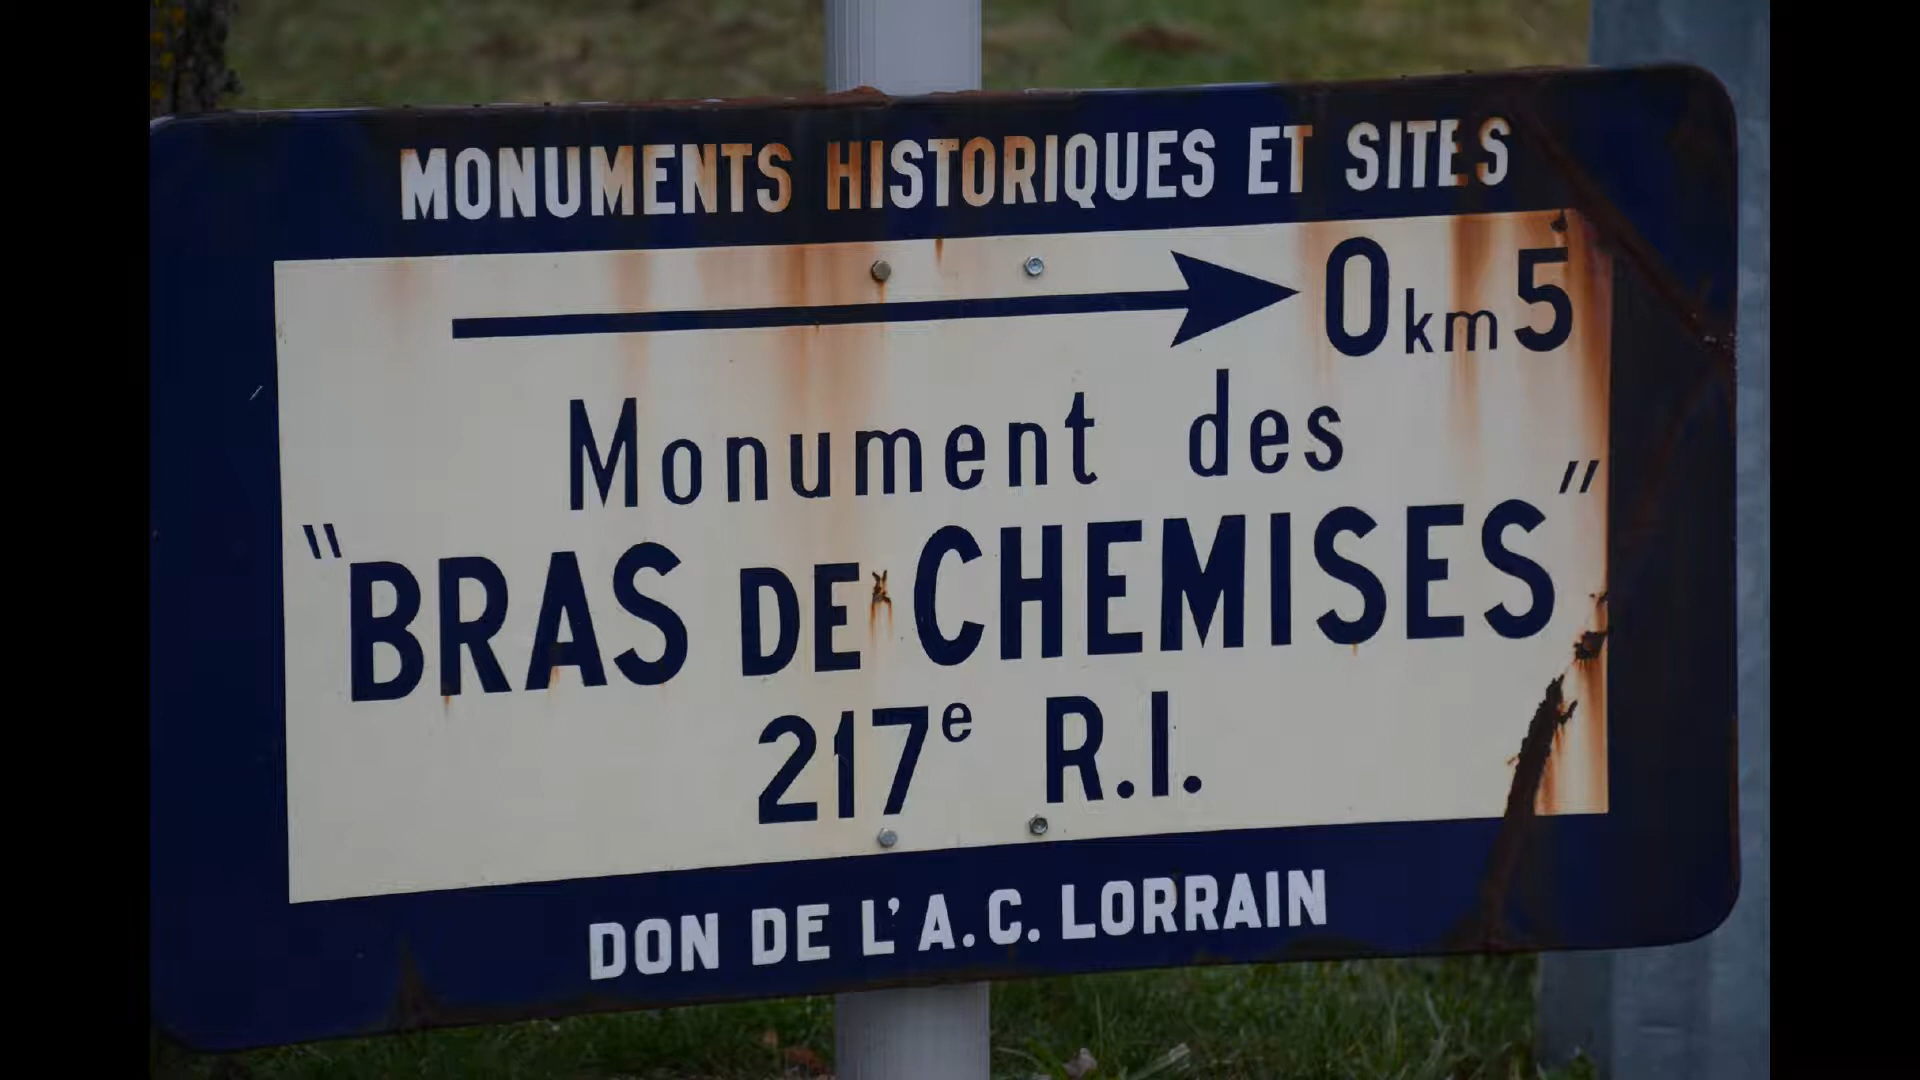 MONUMENTS HISTORIQUES ET SITES
0km5
Monument des
"BRAS DE CHEMISES"
217e R.I.
DON DE L'A.C. LORRAIN